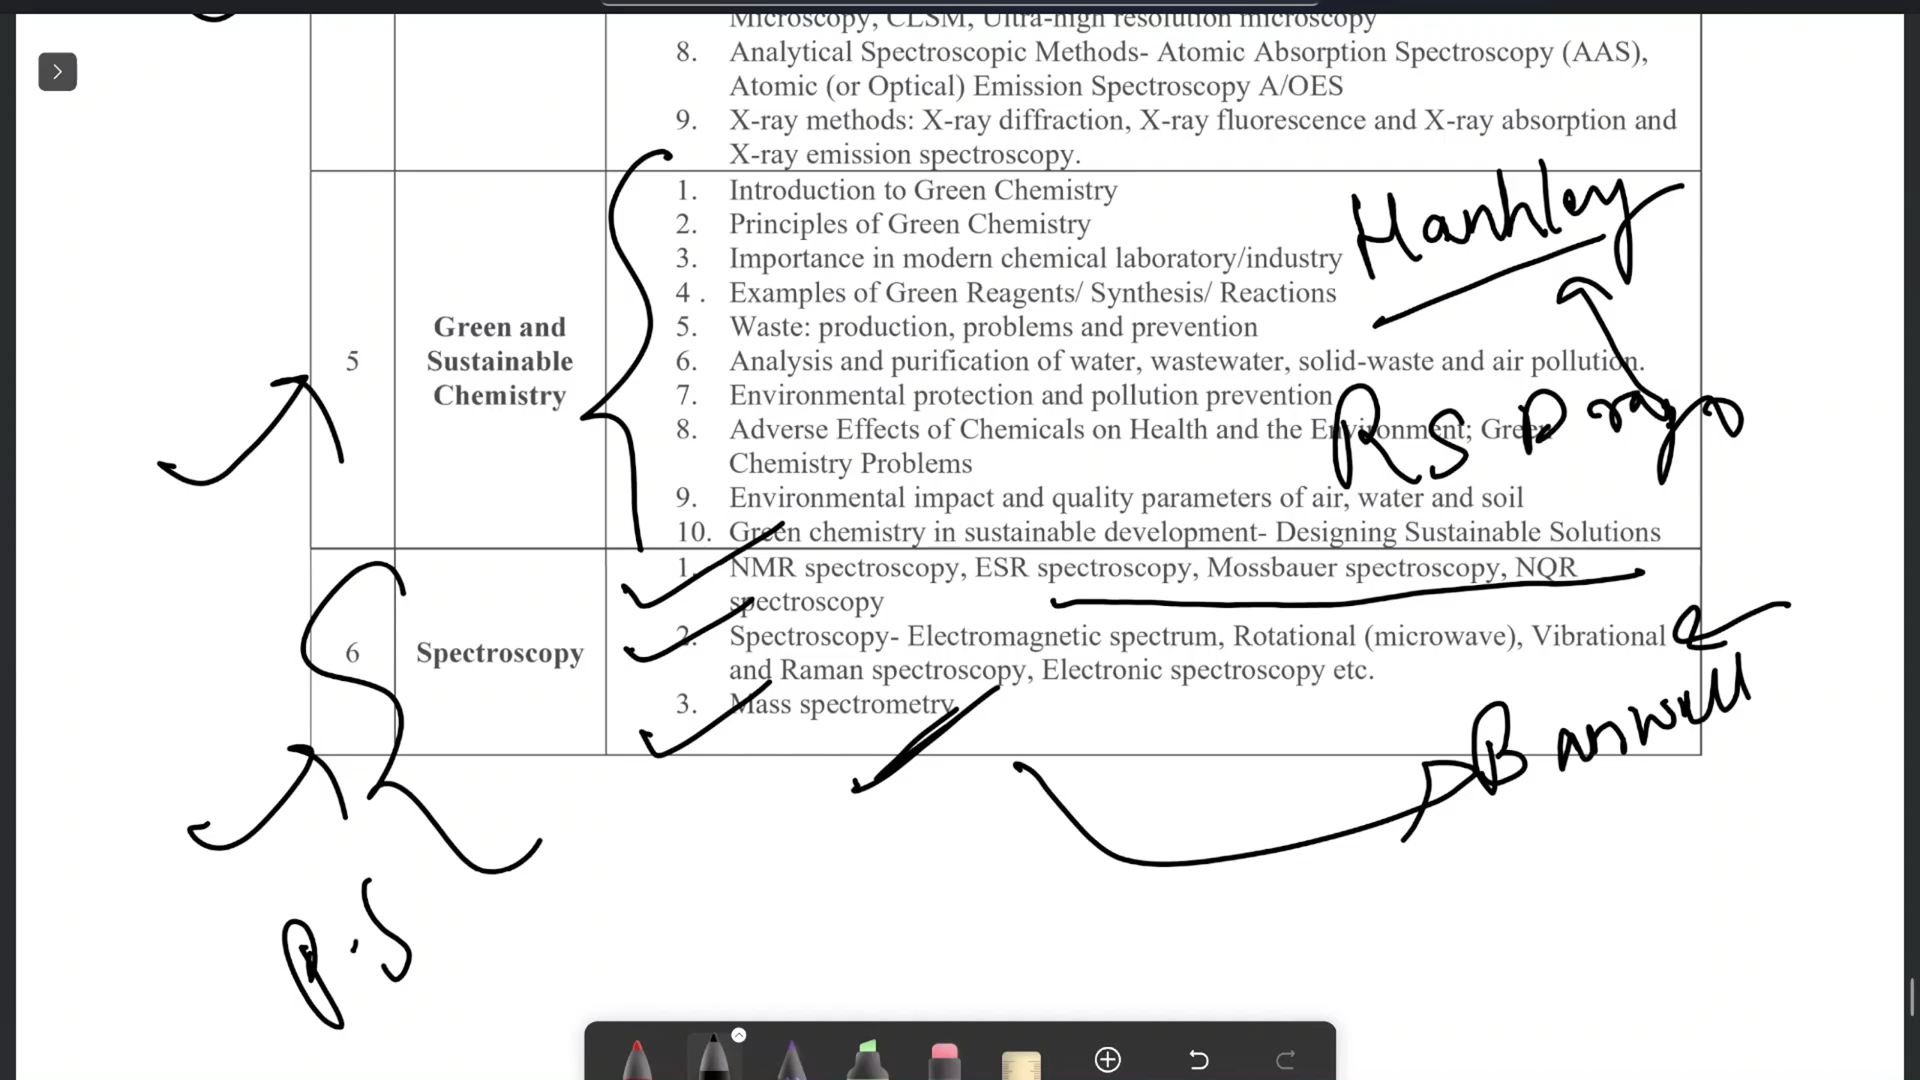 Microscopy, CLSM, Ultra-high resolution microscopy
8. Analytical Spectroscopic Methods- Atomic Absorption Spectroscopy (AAS),
Atomic (or Optical) Emission Spectroscopy A/OES
9. X-ray methods: X-ray diffraction, X-ray fluorescence and X-ray absorption and
X-ray emission spectroscopy.
5
Green and
Sustainable
Chemistry
1. Introduction to Green Chemistry
2. Principles of Green Chemistry
3. Importance in modern chemical laboratory/industry
4 . Examples of Green Reagents/ Synthesis/ Reactions
5. Waste: production, problems and prevention
6. Analysis and purification of water, wastewater, solid-waste and air pollution.
7. Environmental protection and pollution prevention
8. Adverse Effects of Chemicals on Health and the Environment; Green
Chemistry Problems
9. Environmental impact and quality parameters of air, water and soil
10. Green chemistry in sustainable development- Designing Sustainable Solutions
Hanhley
RS
6
Spectroscopy
1. NMR spectroscopy, ESR spectroscopy, Mossbauer spectroscopy, NQR
spectroscopy
2. Spectroscopy- Electromagnetic spectrum, Rotational (microwave), Vibrational
and Raman spectroscopy, Electronic spectroscopy etc.
3. Mass spectrometry
Banwell